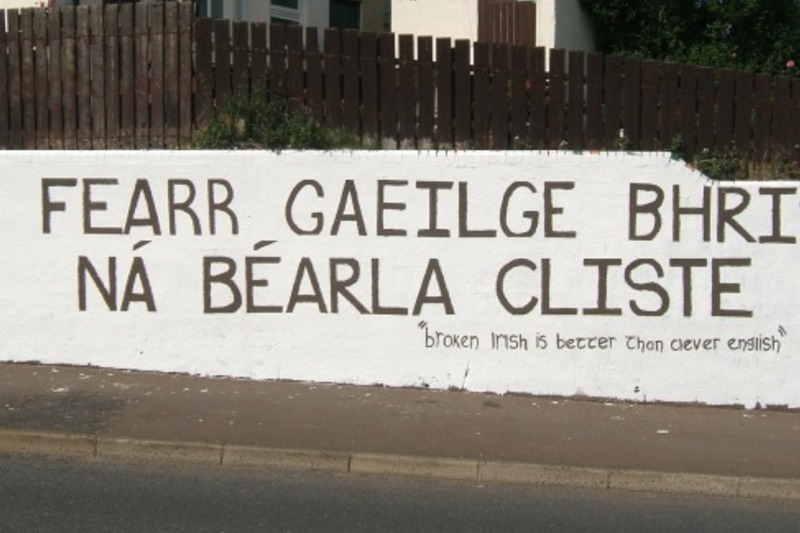 FEARR GAEILGE BHRI
NÁ BÉARLA CLISTE
"broken Irish is better than clever english"